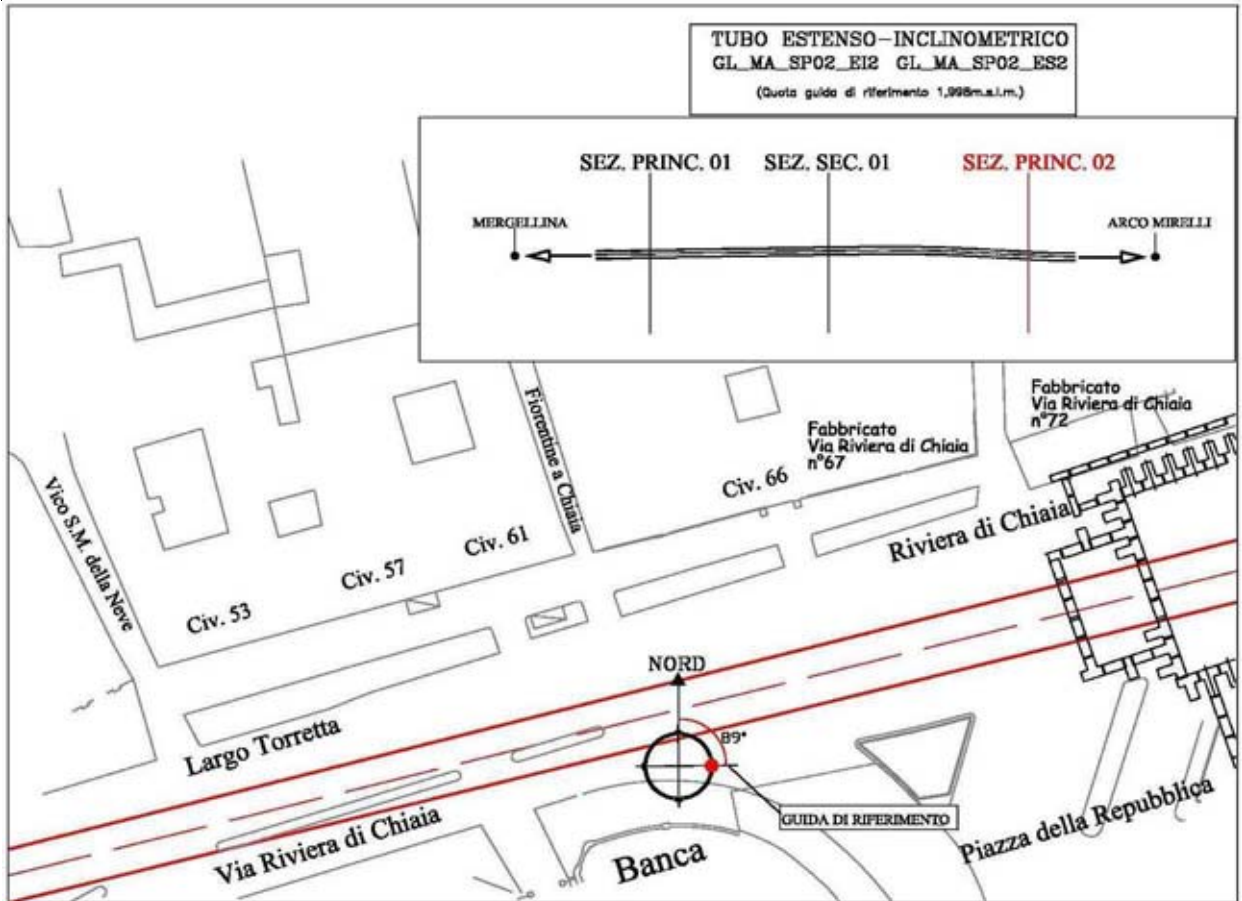 TUBO ESTENSO-INCLINOMETRICO
GL_MA_SP02_EI2 GL_MA_SP02_ES2
(Quota guida di riferimento 1,998m.s.l.m.)
SEZ. PRINC. 01 SEZ. SEC. 01 SEZ. PRINC. 02
MERGELLINA
ARCO MIRELLI
Fabbricato
Via Riviera di Chiaia
n°72
Fabbricato
Via Riviera di Chiaia
n°67
Fiorentine a Chiaia
Civ. 66
Vico S.M. della Neve
Civ. 61
Civ. 57
Civ. 53
Riviera di Chiaia
NORD
89°
Largo Torretta
GUIDA DI RIFERIMENTO
Via Riviera di Chiaia
Banca
Piazza della Repubblica